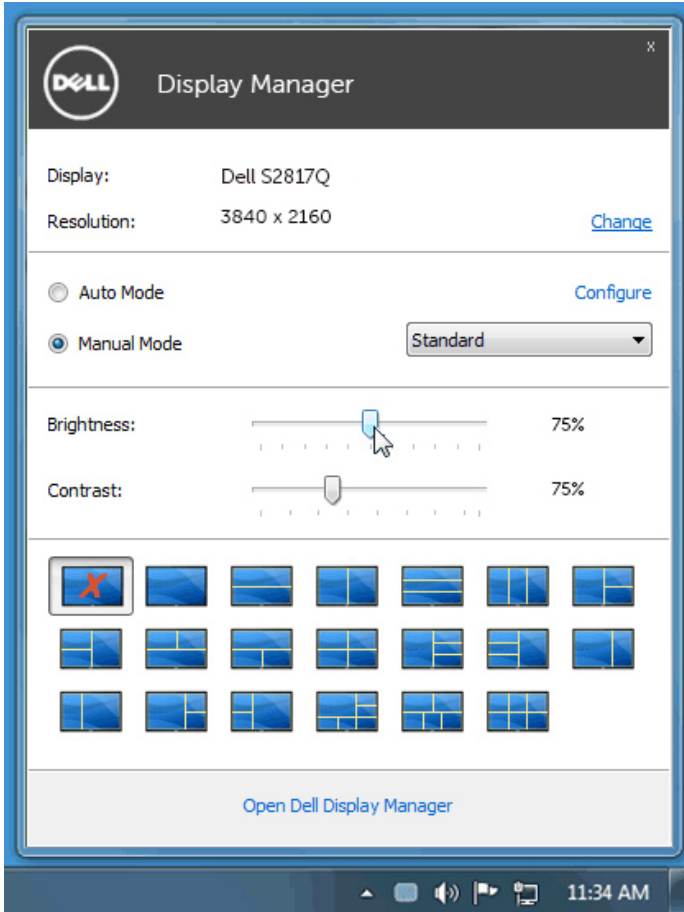 DELL
Display Manager
x
Display: Dell S2817Q
Resolution: 3840 x 2160 Change
Auto Mode Configure
Manual Mode Standard
Brightness: 75%
Contrast: 75%
X
Open Dell Display Manager
11:34 AM